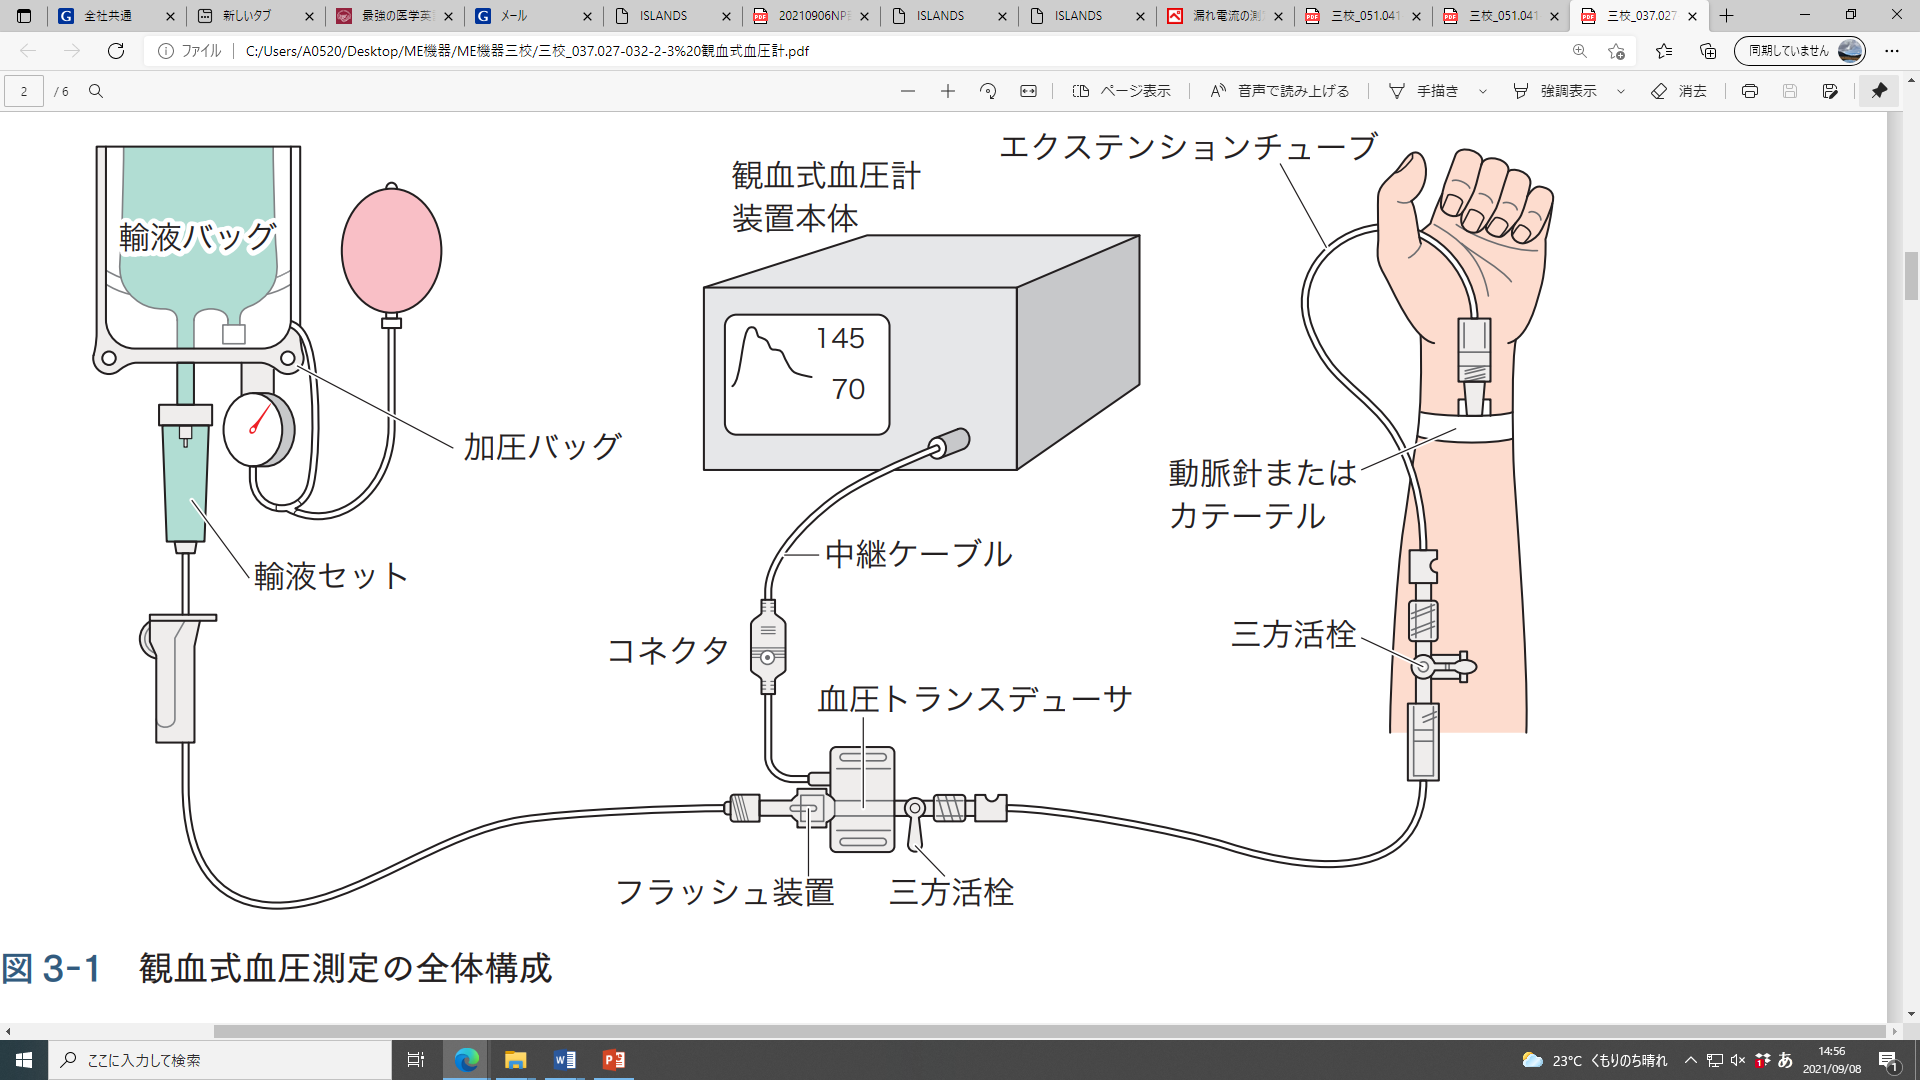 全社共通
新しいタブ
最強の医学英
メール
ISLANDS
20210906NP
ISLANDS
ISLANDS
漏れ電流の測
三校_051.041
三校_051.041
三校_037.027
ファイル C:/Users/A0520/Desktop/ME機器/ME機器三校/三校_037.027-032-2-3%20観血式血圧計.pdf
同期していません
2 / 6
ページ表示
音声で読み上げる
手書き
強調表示
消去
エクステンションチューブ
観血式血圧計
装置本体
輸液バッグ
145
70
加圧バッグ
動脈針または
カテーテル
中継ケーブル
輸液セット
三方活栓
コネクタ
血圧トランスデューサ
フラッシュ装置
三方活栓
図 3-1 観血式血圧測定の全体構成
ここに入力して検索
23°C くもりのち晴れ
あ
14:56
2021/09/08
1